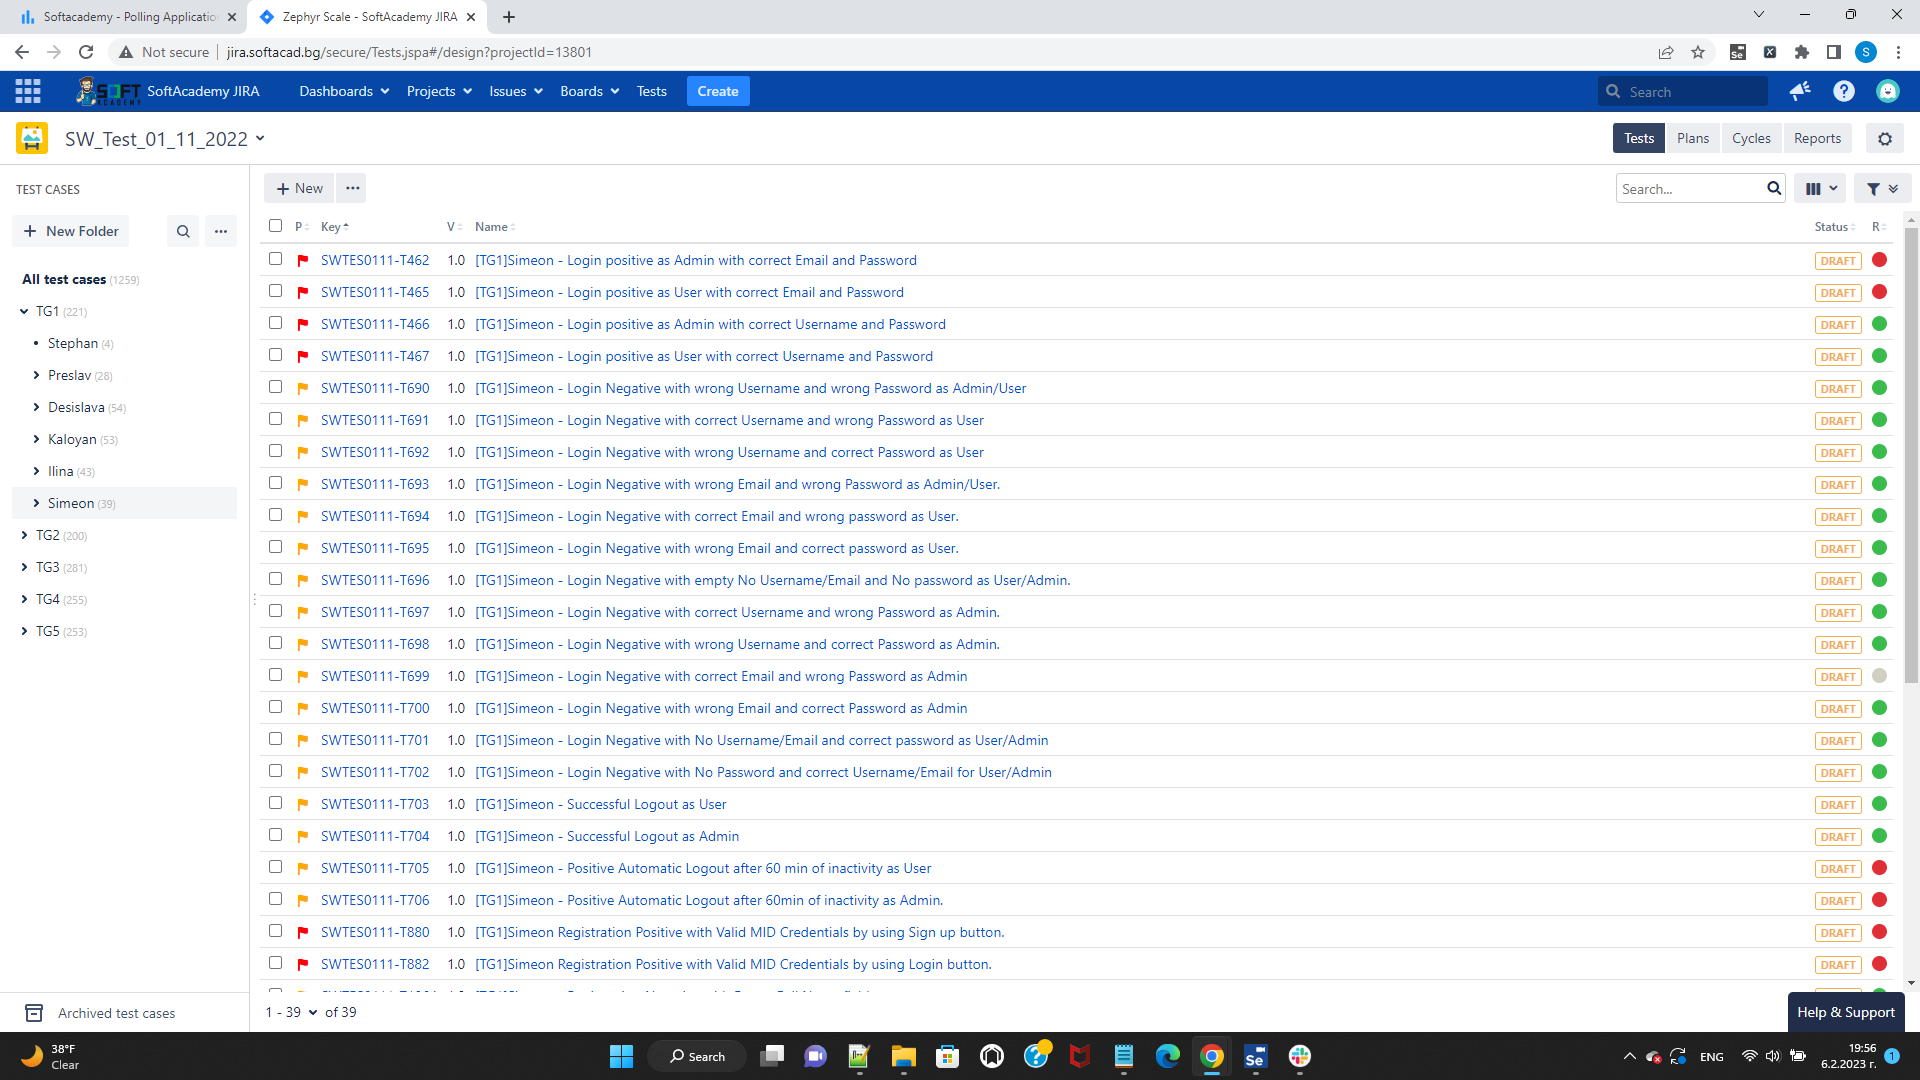 Softacademy - Polling Applicatio
Zephyr Scale - SoftAcademy JIRA
Not secure
jira.softacad.bg/secure/Tests.jspa#/design?projectId=13801
Se
X
S
SOFT
ACADEMY
SoftAcademy JIRA
Dashboards
Projects
Issues
Boards
Tests
Create
Search
SW_Test_01_11_2022
Tests
Plans
Cycles
Reports
TEST CASES
+ New
...
Search...
+ New Folder
...
P
Key
V
Name
Status
R
All test cases (1259)
TG1 (221)
Stephan (4)
Preslav (28)
Desislava (54)
Kaloyan (53)
Ilina (43)
Simeon (39)
TG2 (200)
TG3 (281)
TG4 (255)
TG5 (253)
SWTES0111-T462 1.0 [TG1]Simeon - Login positive as Admin with correct Email and Password DRAFT
SWTES0111-T465 1.0 [TG1]Simeon - Login positive as User with correct Email and Password DRAFT
SWTES0111-T466 1.0 [TG1]Simeon - Login positive as Admin with correct Username and Password DRAFT
SWTES0111-T467 1.0 [TG1]Simeon - Login positive as User with correct Username and Password DRAFT
SWTES0111-T690 1.0 [TG1]Simeon - Login Negative with wrong Username and wrong Password as Admin/User DRAFT
SWTES0111-T691 1.0 [TG1]Simeon - Login Negative with correct Username and wrong Password as User DRAFT
SWTES0111-T692 1.0 [TG1]Simeon - Login Negative with wrong Username and correct Password as User DRAFT
SWTES0111-T693 1.0 [TG1]Simeon - Login Negative with wrong Email and wrong Password as Admin/User. DRAFT
SWTES0111-T694 1.0 [TG1]Simeon - Login Negative with correct Email and wrong password as User. DRAFT
SWTES0111-T695 1.0 [TG1]Simeon - Login Negative with wrong Email and correct password as User. DRAFT
SWTES0111-T696 1.0 [TG1]Simeon - Login Negative with empty No Username/Email and No password as User/Admin. DRAFT
SWTES0111-T697 1.0 [TG1]Simeon - Login Negative with correct Username and wrong Password as Admin. DRAFT
SWTES0111-T698 1.0 [TG1]Simeon - Login Negative with wrong Username and correct Password as Admin. DRAFT
SWTES0111-T699 1.0 [TG1]Simeon - Login Negative with correct Email and wrong Password as Admin DRAFT
SWTES0111-T700 1.0 [TG1]Simeon - Login Negative with wrong Email and correct Password as Admin DRAFT
SWTES0111-T701 1.0 [TG1]Simeon - Login Negative with No Username/Email and correct password as User/Admin DRAFT
SWTES0111-T702 1.0 [TG1]Simeon - Login Negative with No Password and correct Username/Email for User/Admin DRAFT
SWTES0111-T703 1.0 [TG1]Simeon - Successful Logout as User DRAFT
SWTES0111-T704 1.0 [TG1]Simeon - Successful Logout as Admin DRAFT
SWTES0111-T705 1.0 [TG1]Simeon - Positive Automatic Logout after 60 min of inactivity as User DRAFT
SWTES0111-T706 1.0 [TG1]Simeon - Positive Automatic Logout after 60min of inactivity as Admin. DRAFT
SWTES0111-T880 1.0 [TG1]Simeon Registration Positive with Valid MID Credentials by using Sign up button. DRAFT
SWTES0111-T882 1.0 [TG1]Simeon Registration Positive with Valid MID Credentials by using Login button. DRAFT
Archived test cases
1 - 39 of 39
Help & Support
38°F
Clear
Search
Se
ENG
19:56
6.2.2023 г.
1